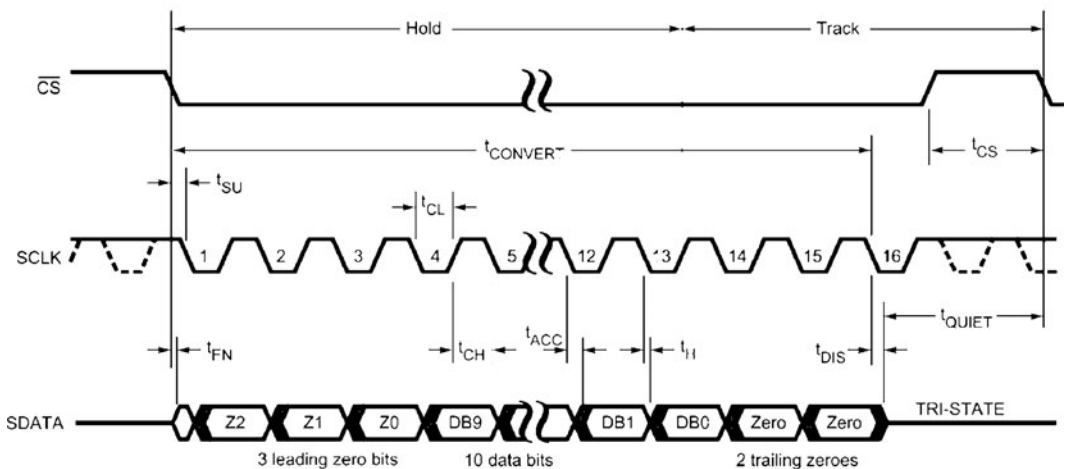 Hold Track
CS
tCONVERT
tCS
tSU
tCL
SCLK 1 2 3 4 5 12 13 14 15 16
tQUIET
tFN tCH tACC tH tDIS
SDATA Z2 Z1 Z0 DB9 DB1 DB0 Zero Zero TRI-STATE
3 leading zero bits 10 data bits 2 trailing zeroes